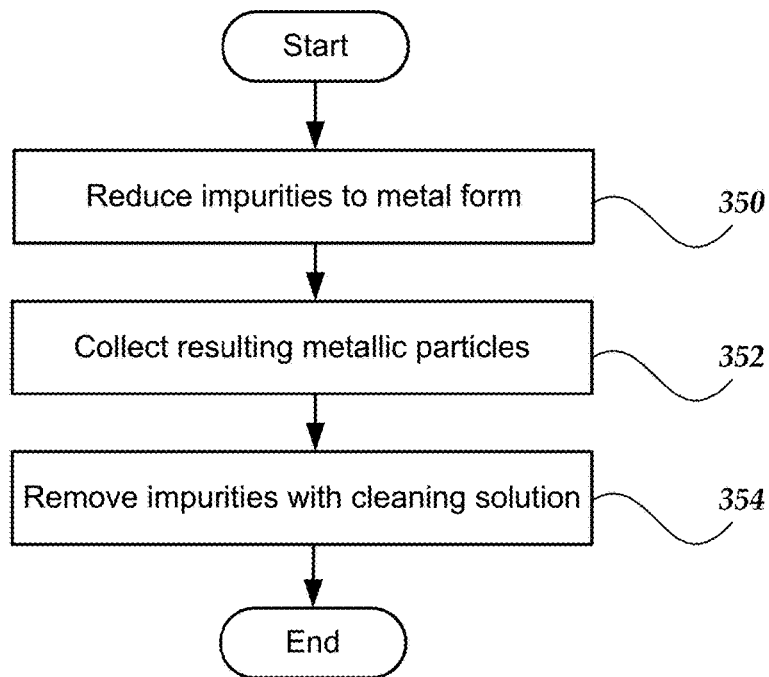 Start
Reduce impurities to metal form
350
Collect resulting metallic particles
352
Remove impurities with cleaning solution
354
End